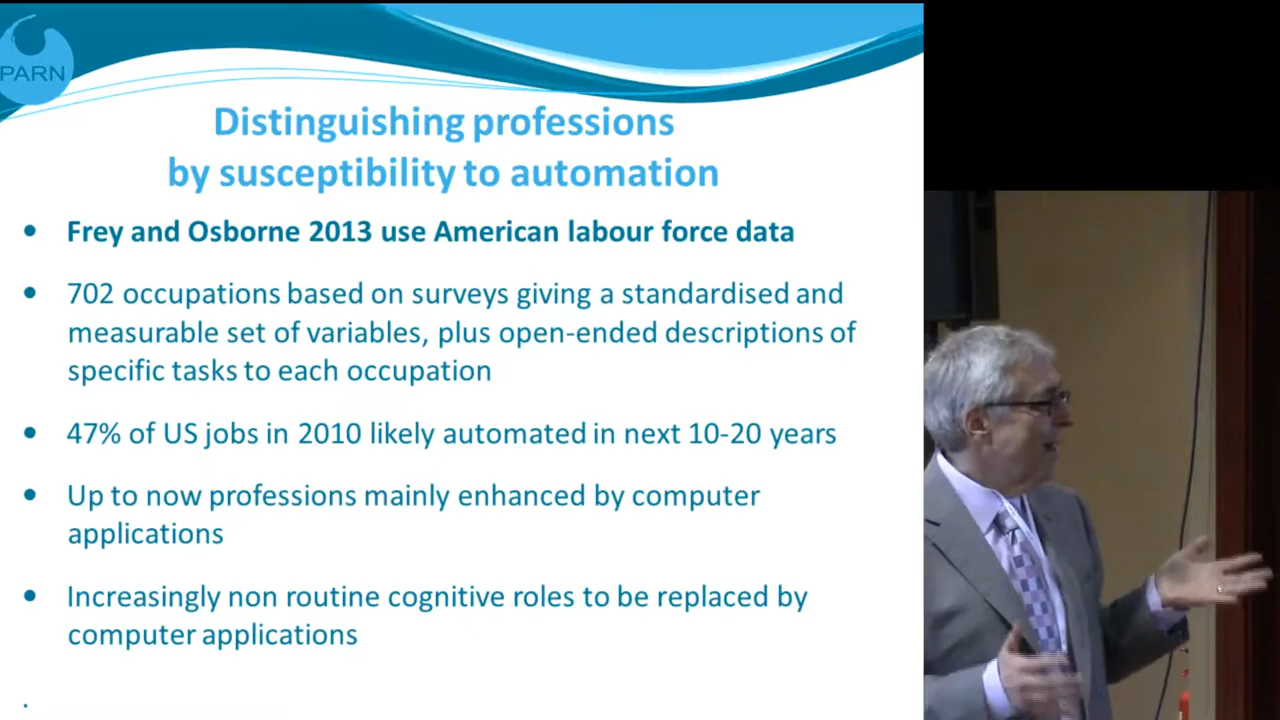 PARN
Distinguishing professions
by susceptibility to automation
• Frey and Osborne 2013 use American labour force data
• 702 occupations based on surveys giving a standardised and
measurable set of variables, plus open-ended descriptions of
specific tasks to each occupation
• 47% of US jobs in 2010 likely automated in next 10-20 years
• Up to now professions mainly enhanced by computer
applications
• Increasingly non routine cognitive roles to be replaced by
computer applications
.